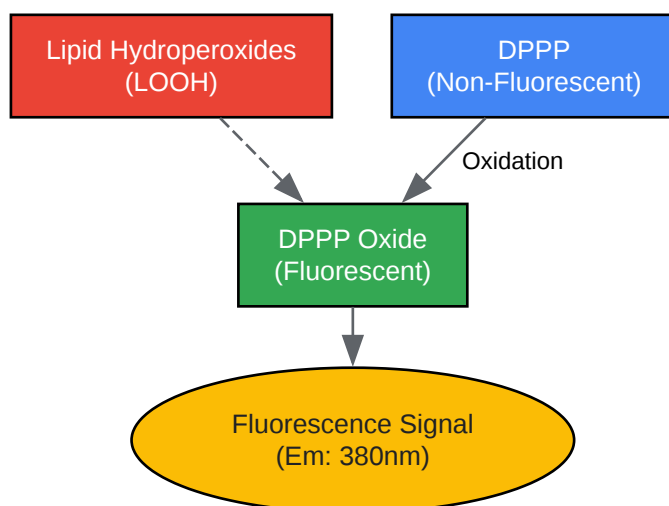 Lipid Hydroperoxides
(LOOH)
DPPP
(Non-Fluorescent)
Oxidation
DPPP Oxide
(Fluorescent)
Fluorescence Signal
(Em: 380nm)